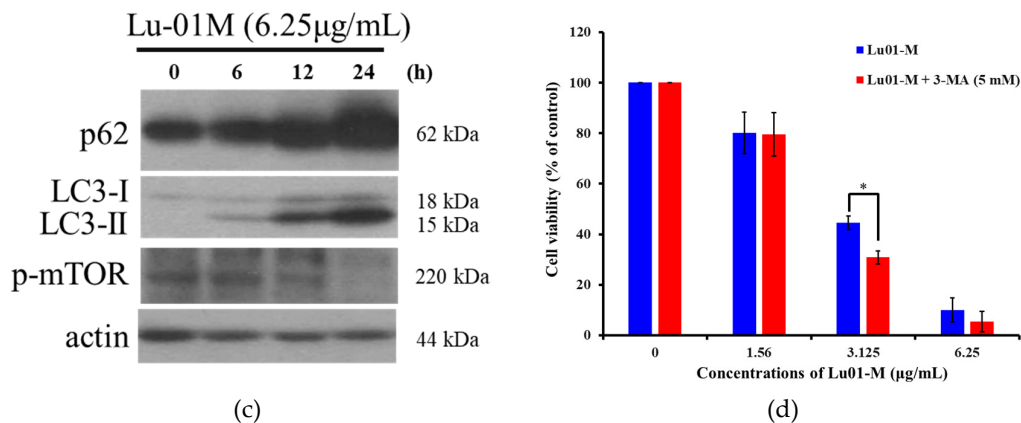 Lu-01M (6.25μg/mL)
0 6 12 24 (h)
p62 62 kDa
LC3-I 18 kDa
LC3-II 15 kDa
p-mTOR 220 kDa
actin 44 kDa
(c)
120
100
80
60
40
20
0
Cell viability (% of control)
Lu01-M
Lu01-M + 3-MA (5 mM)
*
0 1.56 3.125 6.25
Concentrations of Lu01-M (μg/mL)
(d)